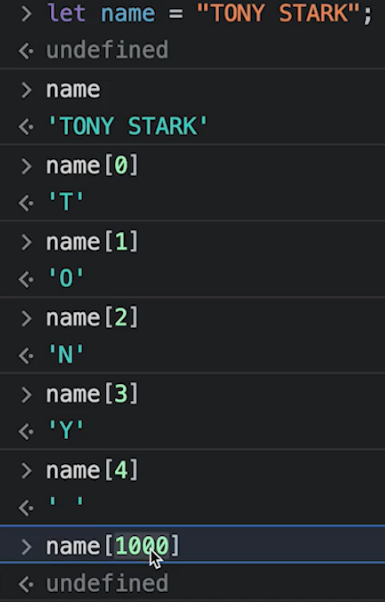 > let name = "TONY STARK";
<· undefined
> name
<· 'TONY STARK'
> name[0]
<· 'T'
> name[1]
<· 'O'
> name[2]
<· 'N'
> name[3]
<· 'Y'
> name[4]
<· ' '
> name[1000]
<· undefined